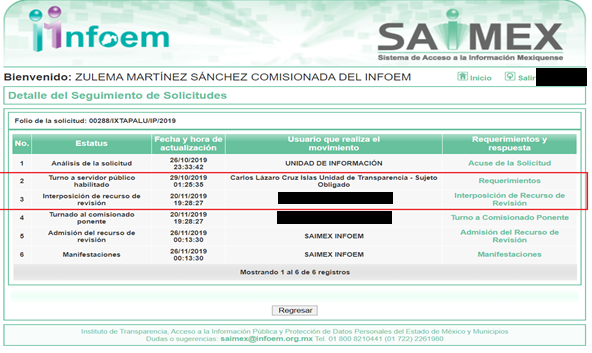 infoem
SAIMEX
Sistema de Acceso a la Información Mexiquense
Bienvenido: ZULEMA MARTÍNEZ SÁNCHEZ COMISIONADA DEL INFOEM
Inicio
Salir
Detalle del Seguimiento de Solicitudes
Folio de la solicitud: 00288/IXTAPALU/IP/2019
No. Estatus Fecha y hora de actualización Usuario que realiza el movimiento Requerimientos y respuesta
1 Análisis de la solicitud 26/10/2019 23:33:42 UNIDAD DE INFORMACIÓN Acuse de la Solicitud
2 Turno a servidor público habilitado 29/10/2019 01:25:35 Carlos Lázaro Cruz Islas Unidad de Transparencia - Sujeto Obligado Requerimientos
3 Interposición de recurso de revisión 20/11/2019 19:28:27 Interposición de Recurso de Revisión
4 Turnado al comisionado ponente 20/11/2019 19:28:27 Turno a Comisionado Ponente
5 Admisión del recurso de revisión 26/11/2019 00:13:30 SAIMEX INFOEM Admisión del Recurso de Revisión
6 Manifestaciones 26/11/2019 00:13:30 SAIMEX INFOEM Manifestaciones
Mostrando 1 al 6 de 6 registros
Regresar
Instituto de Transparencia, Acceso a la Información Pública y Protección de Datos Personales del Estado de México y Municipios
Dudas o sugerencias: saimex@infoem.org.mx Tel. 01 800 8210441 (01 722) 2261980